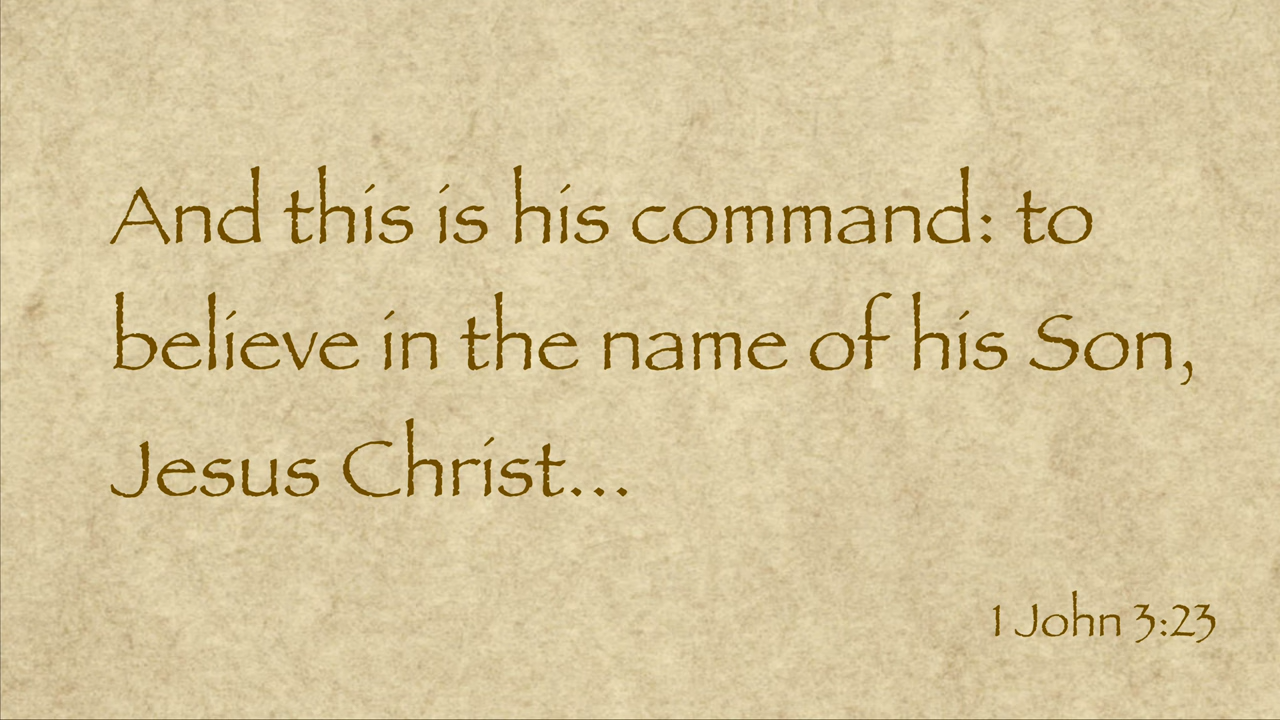 And this is his command: to
believe in the name of his Son,
Jesus Christ...
1 John 3:23